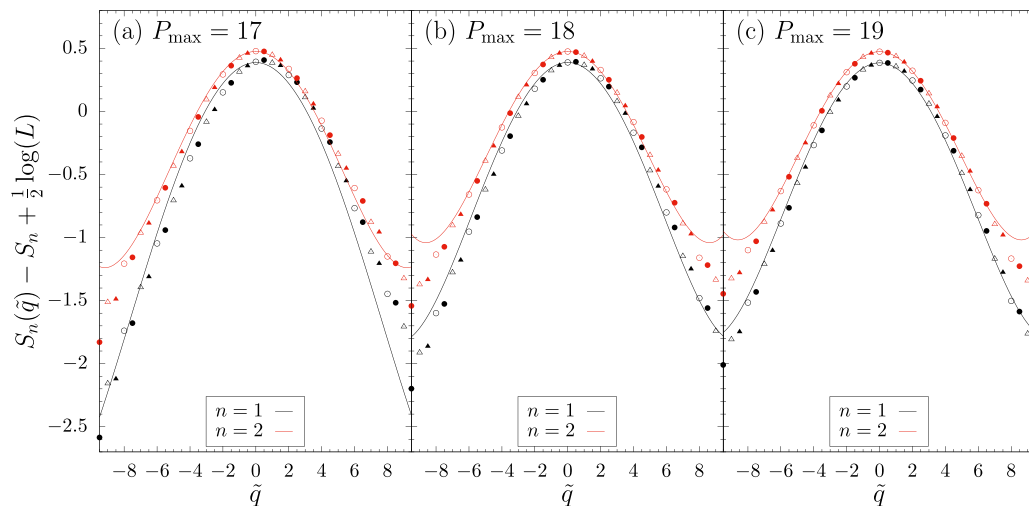 (a) P_max = 17
(b) P_max = 18
(c) P_max = 19
S_n(q̃) − S_n + ½ log(L)
0.5
0
−0.5
−1
−1.5
−2
−2.5
n = 1
n = 2
n = 1
n = 2
n = 1
n = 2
−8 −6 −4 −2 0 2 4 6 8
−8 −6 −4 −2 0 2 4 6 8
−8 −6 −4 −2 0 2 4 6 8
q̃
q̃
q̃